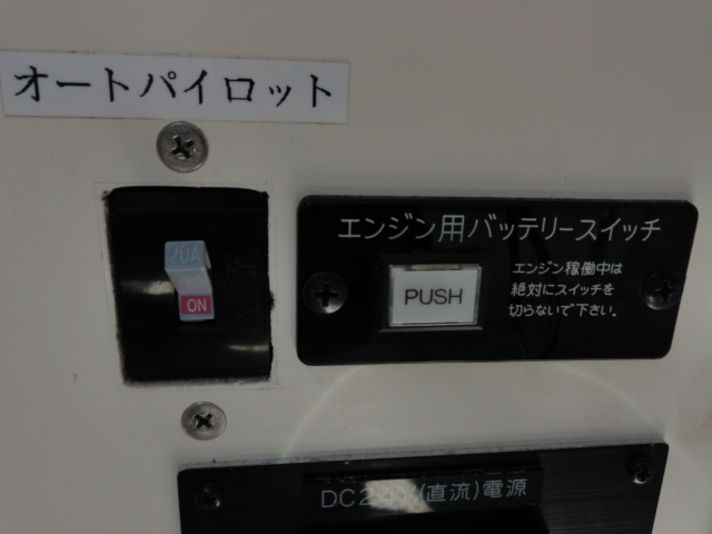 オートパイロット
20A
ON
エンジン用バッテリースイッチ
PUSH
エンジン稼働中は
絶対にスイッチを
切らないで下さい。
DC24V(直流)電源